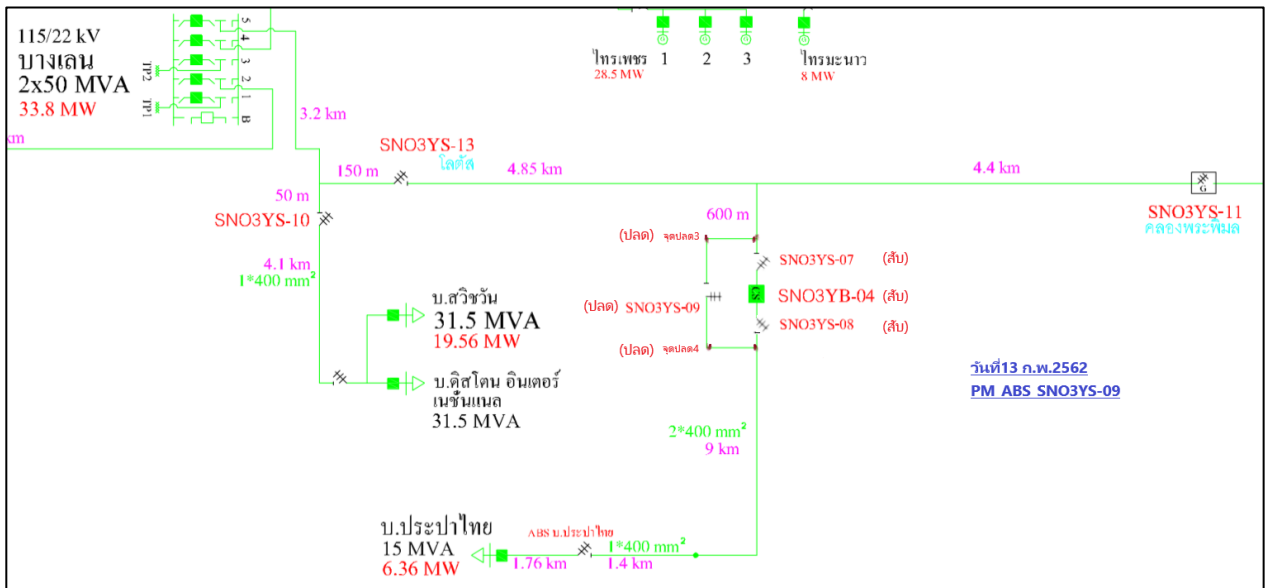 115/22 kV
บางเลน
2x50 MVA
33.8 MW
5
4
3
2
1
B
TP2
TP1
km
3.2 km
ไทรเพชร 1 2 3
28.5 MW
G G G G
ไทรมะนาว
8 MW
SNO3YS-13
โลตัส
150 m
4.85 km
4.4 km
50 m
SNO3YS-10
600 m
G
SNO3YS-11
คลองพระพิมล
(ปลด) จุดปลด3
SNO3YS-07 (สับ)
4.1 km
1*400 mm²
(ปลด) SNO3YS-09
CS
SNO3YB-04 (สับ)
SNO3YS-08 (สับ)
(ปลด) จุดปลด4
บ.สวิชวัน
31.5 MVA
19.56 MW
บ.ดิสโตน อินเตอร์
เนชั่นแนล
31.5 MVA
วันที่13 ก.พ.2562
PM ABS SNO3YS-09
2*400 mm²
9 km
บ.ประปาไทย
15 MVA
6.36 MW
ABS บ.ประปาไทย
1*400 mm²
1.76 km
1.4 km